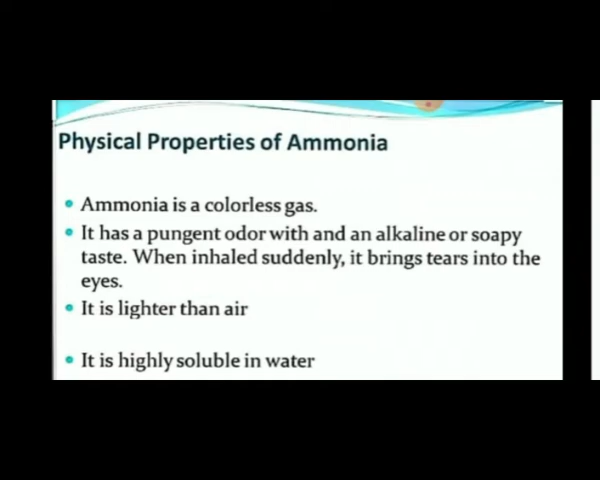 Physical Properties of Ammonia
• Ammonia is a colorless gas.
• It has a pungent odor with and an alkaline or soapy
taste. When inhaled suddenly, it brings tears into the
eyes.
• It is lighter than air
• It is highly soluble in water